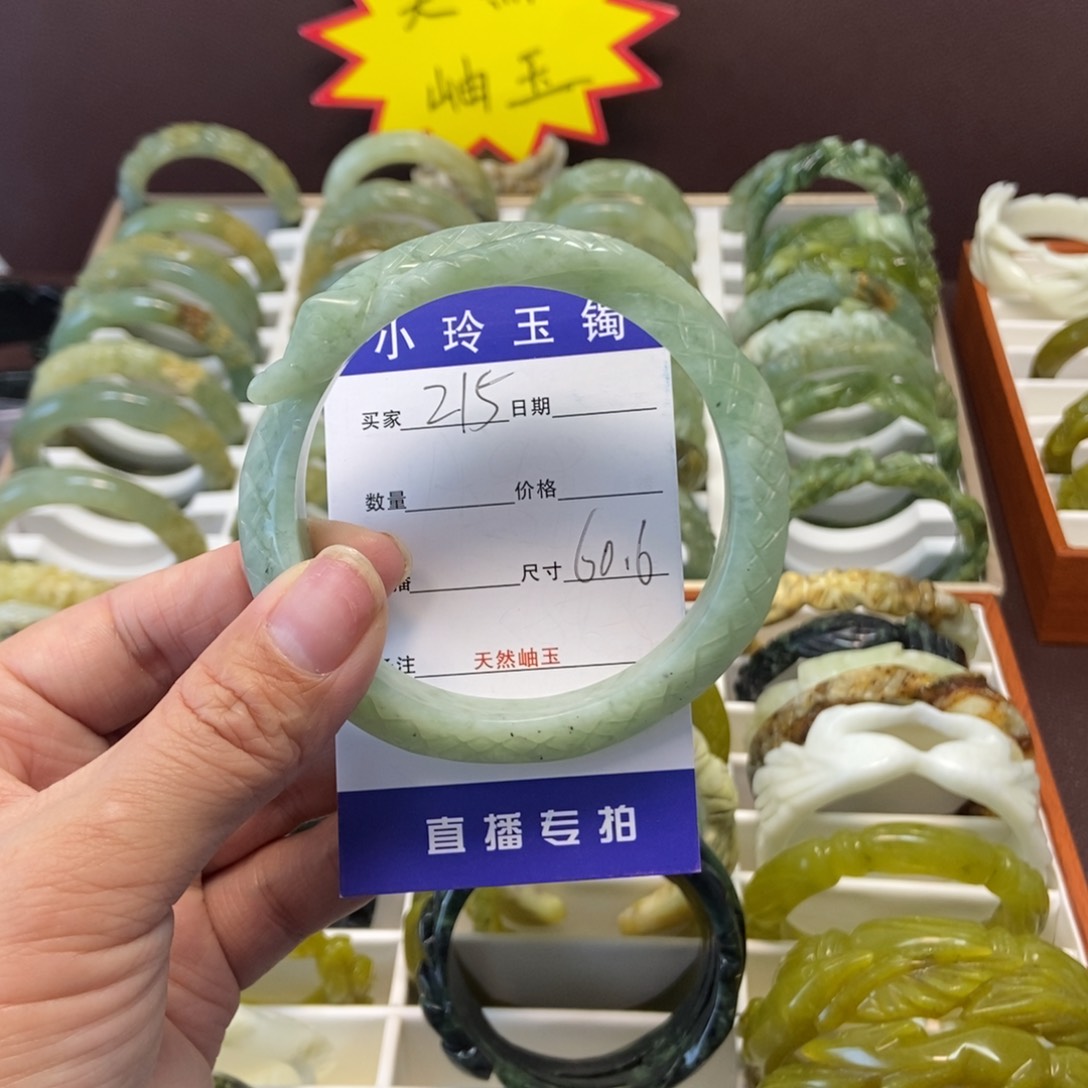 岫玉
小玲玉镯
买家 215 日期
数量 价格
尺寸 60.6
注 天然岫玉
直播专拍